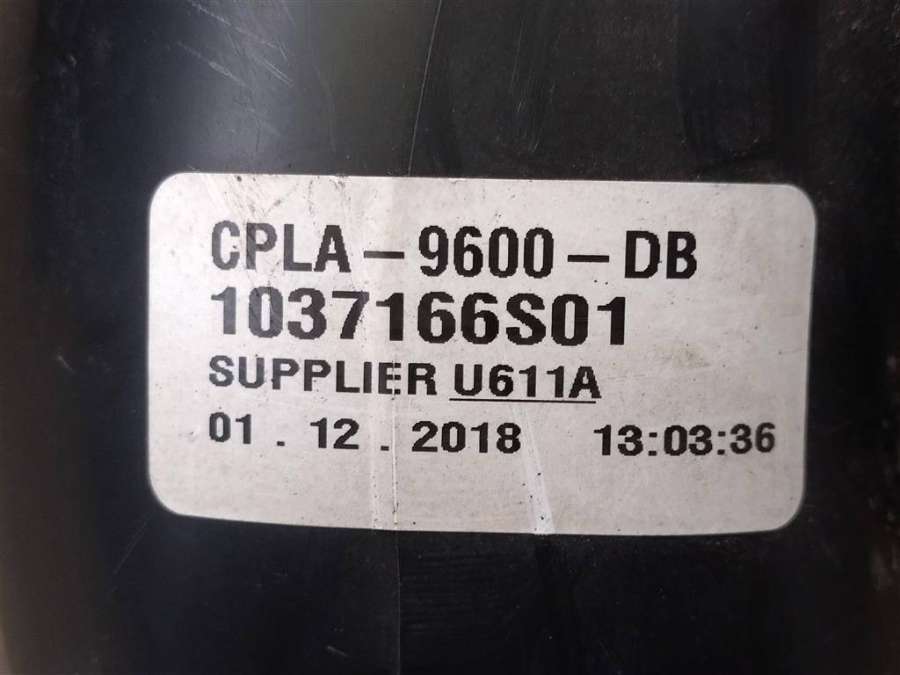 CPLA-9600-DB
1037166S01
SUPPLIER U611A
01.12.2018 13:03:36